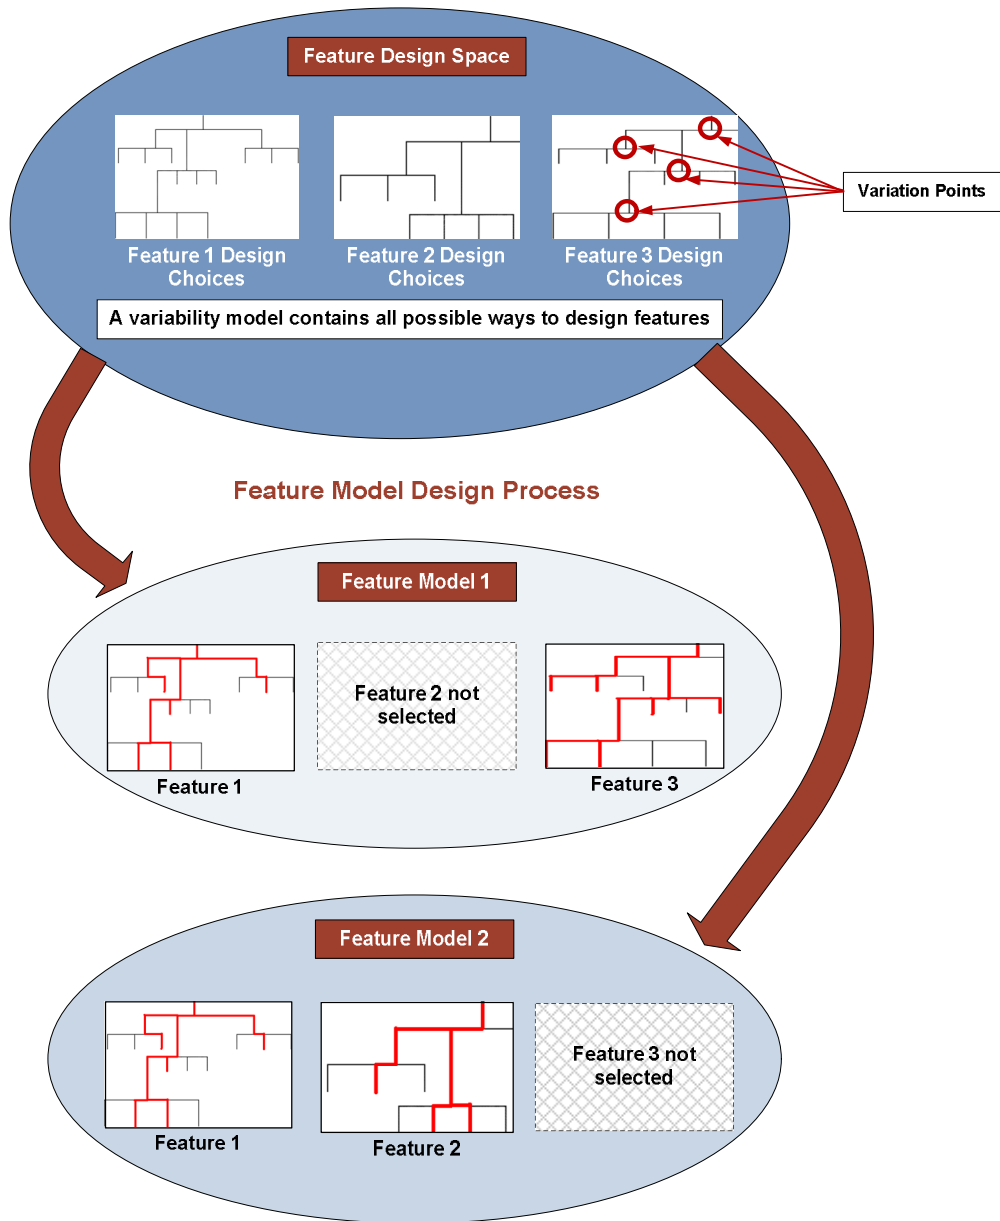 Feature Design Space
Variation Points
Feature 1 Design
Choices
Feature 2 Design
Choices
Feature 3 Design
Choices
A variability model contains all possible ways to design features
Feature Model Design Process
Feature Model 1
Feature 2 not
selected
Feature 1
Feature 3
Feature Model 2
Feature 3 not
selected
Feature 1
Feature 2